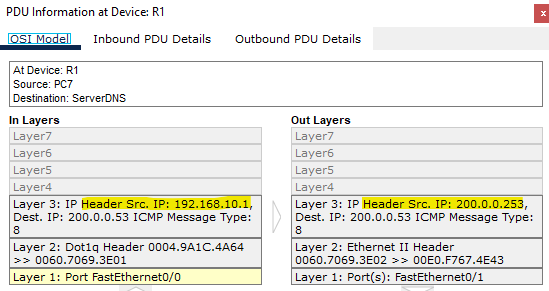 PDU Information at Device: R1
x
OSI Model Inbound PDU Details Outbound PDU Details
At Device: R1
Source: PC7
Destination: ServerDNS
In Layers
Layer7
Layer6
Layer5
Layer4
Layer 3: IP Header Src. IP: 192.168.10.1,
Dest. IP: 200.0.0.53 ICMP Message Type:
8
Layer 2: Dot1q Header 0004.9A1C.4A64
>> 0060.7069.3E01
Layer 1: Port FastEthernet0/0
Out Layers
Layer7
Layer6
Layer5
Layer4
Layer 3: IP Header Src. IP: 200.0.0.253,
Dest. IP: 200.0.0.53 ICMP Message Type:
8
Layer 2: Ethernet II Header
0060.7069.3E02 >> 00E0.F767.4E43
Layer 1: Port(s): FastEthernet0/1